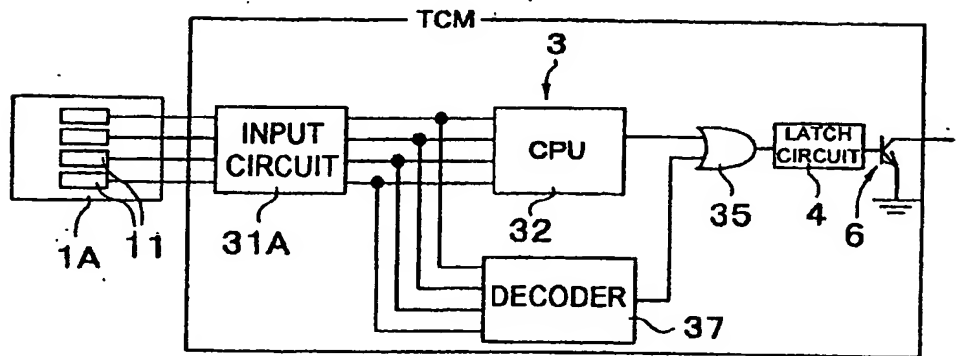 TCM
3
INPUT
CIRCUIT
CPU
LATCH
CIRCUIT
1A
11
31A
32
35
4
6
DECODER
37